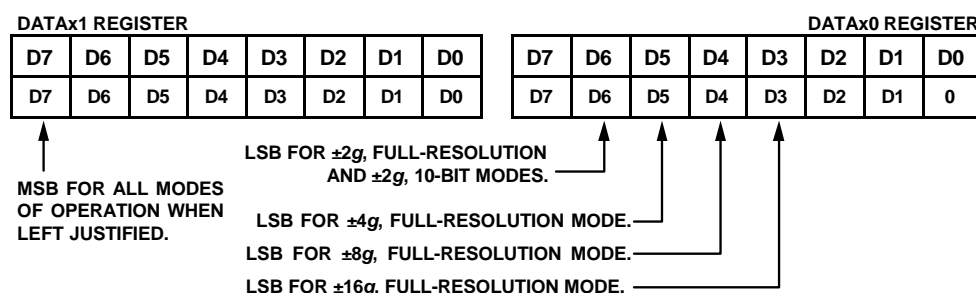 DATAx1 REGISTER
DATAx0 REGISTER
D7 D6 D5 D4 D3 D2 D1 D0
D7 D6 D5 D4 D3 D2 D1 D0
D7 D6 D5 D4 D3 D2 D1 D0
D7 D6 D5 D4 D3 D2 D1 0
MSB FOR ALL MODES
OF OPERATION WHEN
LEFT JUSTIFIED.
LSB FOR ±2g, FULL-RESOLUTION
AND ±2g, 10-BIT MODES.
LSB FOR ±4g, FULL-RESOLUTION MODE.
LSB FOR ±8g, FULL-RESOLUTION MODE.
LSB FOR ±16g, FULL-RESOLUTION MODE.